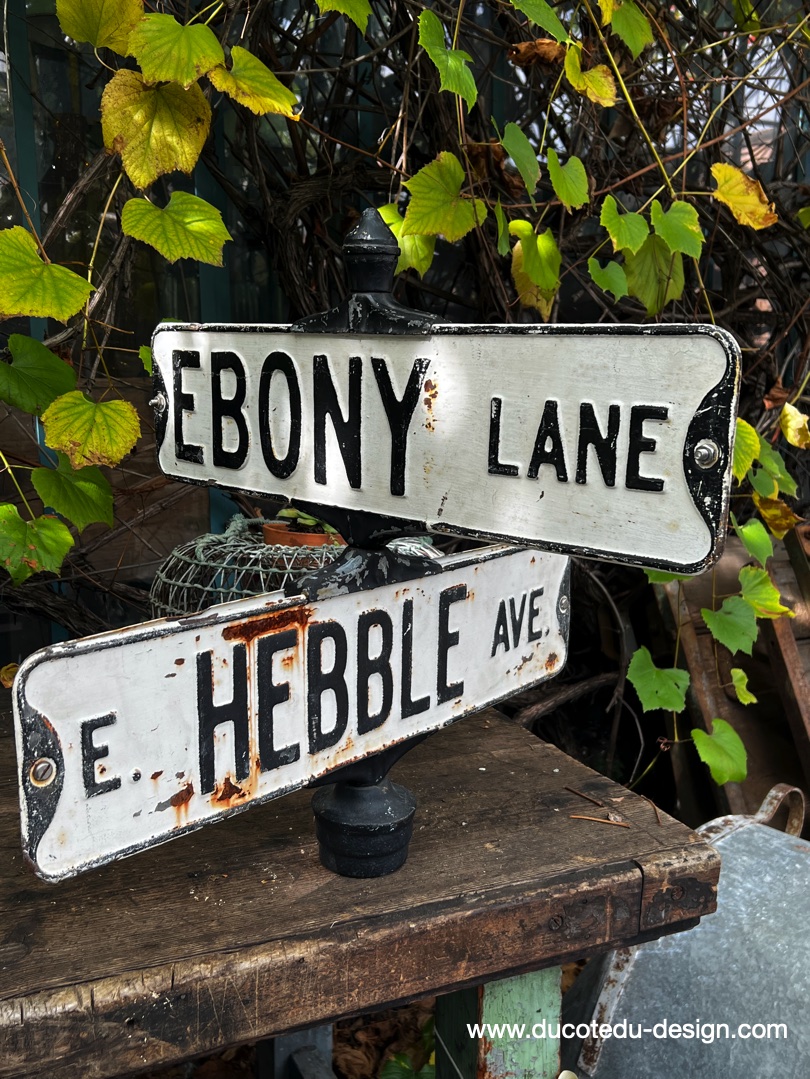 EBONY LANE
E. HEBBLE AVE.
www.ducotedu-design.com